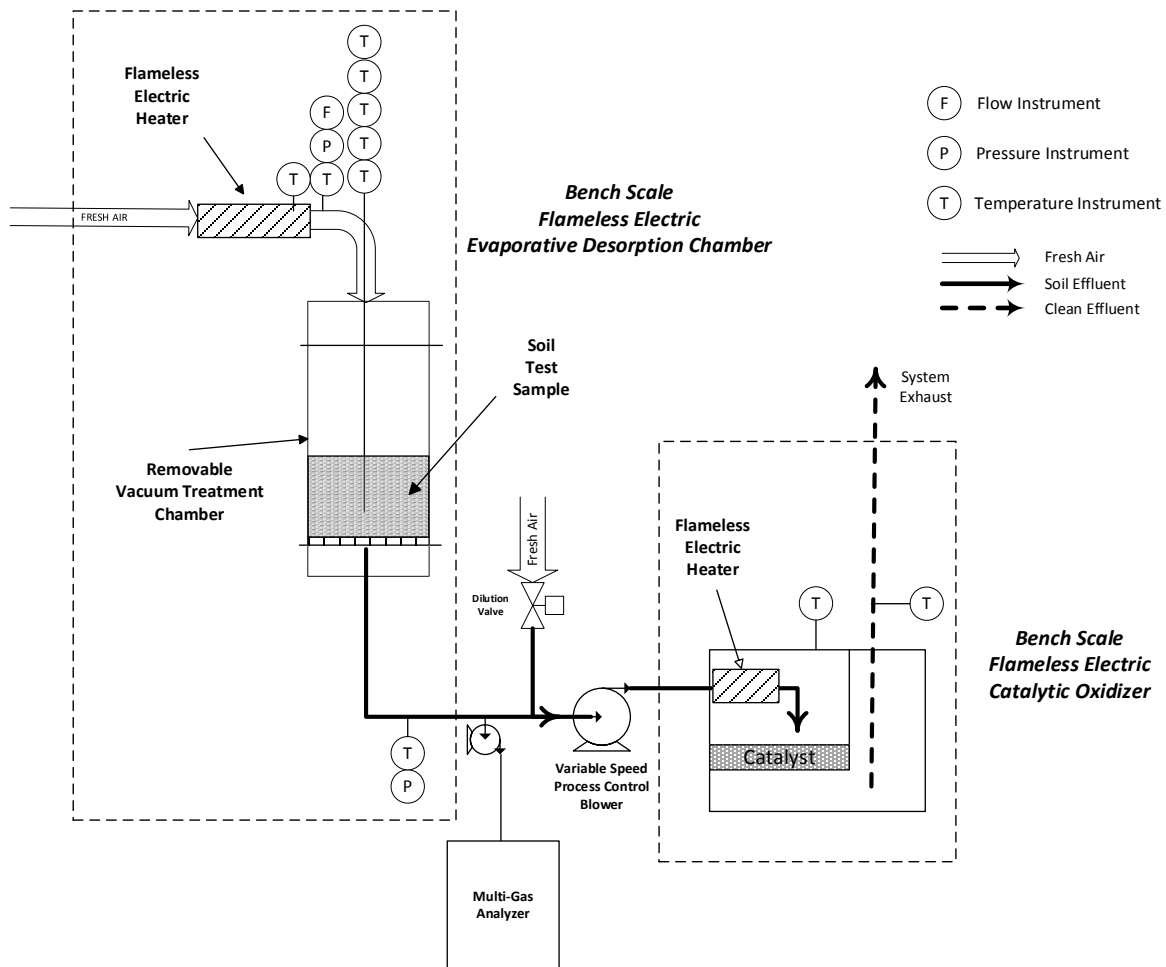 Flameless
Electric
Heater
T
T
T
T
T
F
P
T
T
FRESH AIR
F Flow Instrument
P Pressure Instrument
T Temperature Instrument
Fresh Air
Soil Effluent
Clean Effluent
Bench Scale
Flameless Electric
Evaporative Desorption Chamber
Soil
Test
Sample
Removable
Vacuum Treatment
Chamber
System
Exhaust
Fresh Air
Dilution
Valve
Flameless
Electric
Heater
T
T
Bench Scale
Flameless Electric
Catalytic Oxidizer
Catalyst
T
P
Variable Speed
Process Control
Blower
Multi-Gas
Analyzer